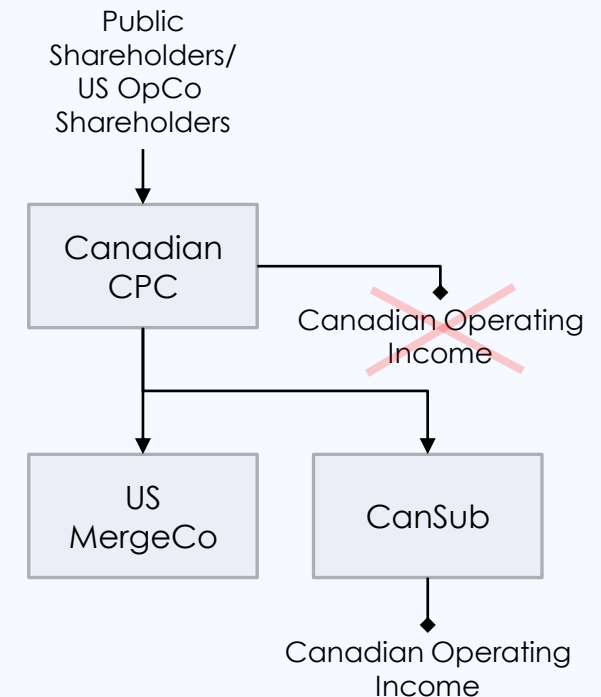 Public
Shareholders/
US OpCo
Shareholders
Canadian
CPC
Canadian Operating
Income
US
MergeCo
CanSub
Canadian Operating
Income